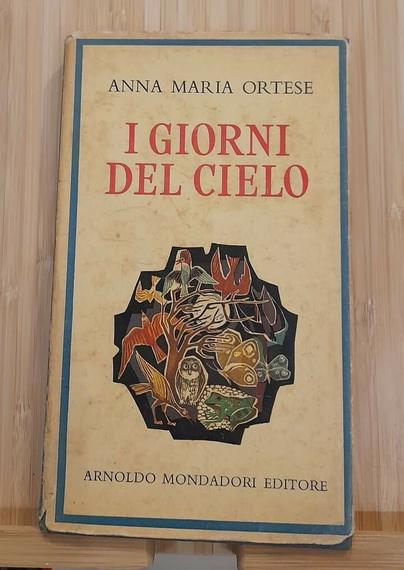 ANNA MARIA ORTESE
I GIORNI
DEL CIELO
ARNOLDO MONDADORI EDITORE